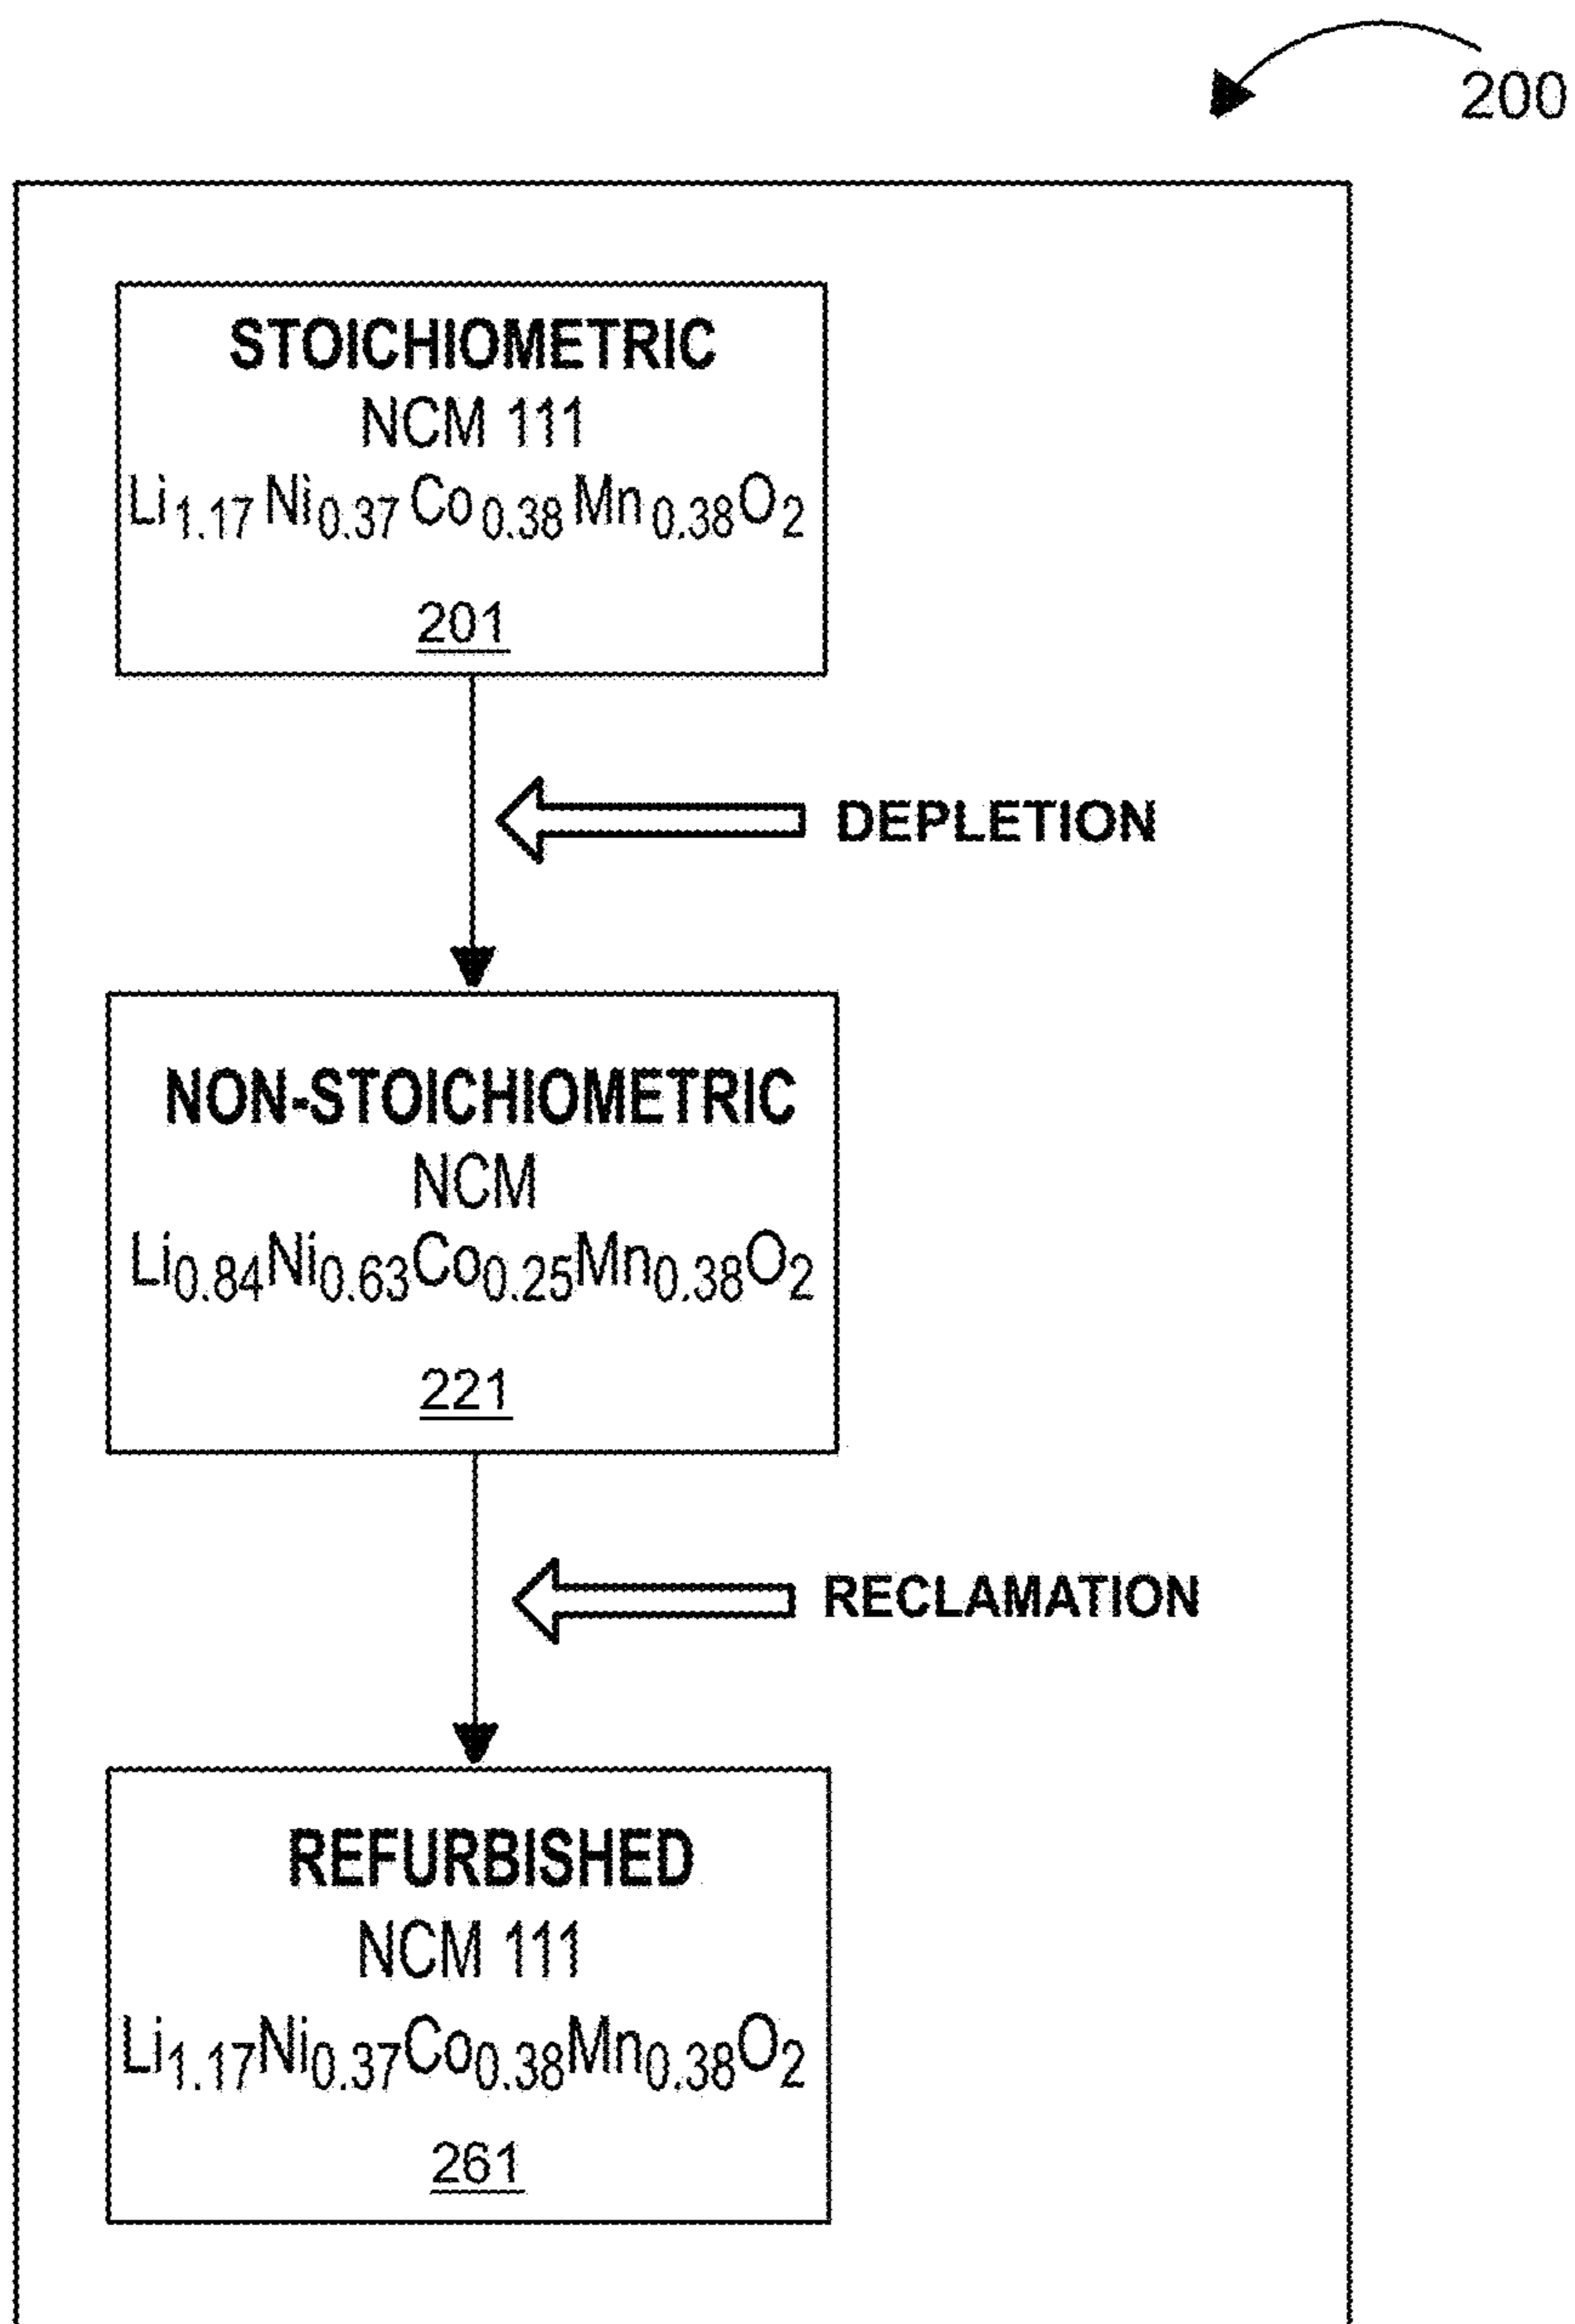 200
STOICHIOMETRIC
NCM 111
Li1.17Ni0.37Co0.38Mn0.38O2
201
DEPLETION
NON-STOICHIOMETRIC
NCM
Li0.84Ni0.63Co0.25Mn0.38O2
221
RECLAMATION
REFURBISHED
NCM 111
Li1.17Ni0.37Co0.38Mn0.38O2
261